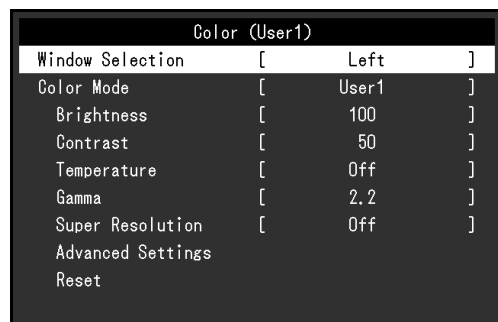 Color (User1)
Window Selection [ Left ]
Color Mode [ User1 ]
Brightness [ 100 ]
Contrast [ 50 ]
Temperature [ Off ]
Gamma [ 2.2 ]
Super Resolution [ Off ]
Advanced Settings
Reset